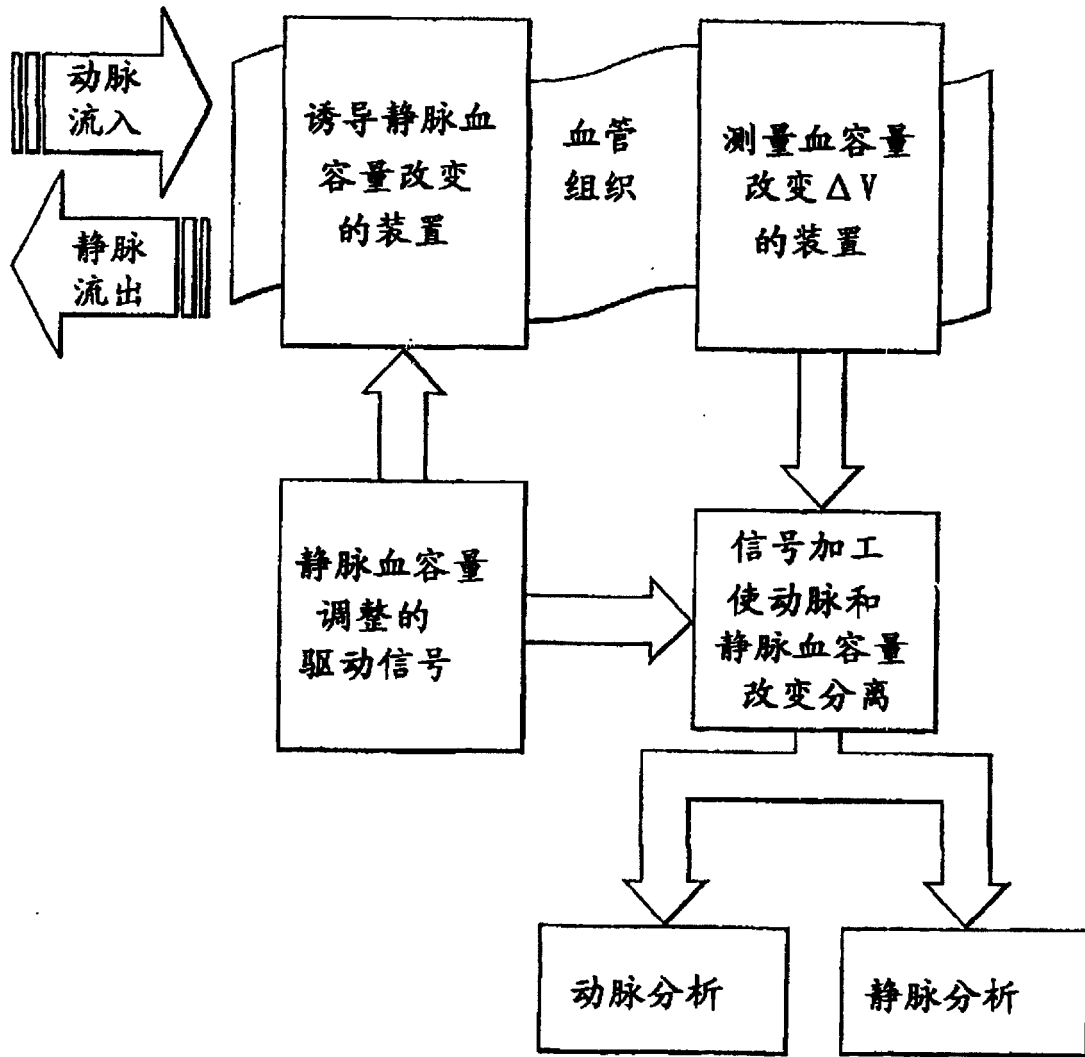 动脉
流入
静脉
流出
诱导静脉血
容量改变
的装置
血管
组织
测量血容量
改变ΔV
的装置
静脉血容量
调整的
驱动信号
信号加工
使动脉和
静脉血容量
改变分离
动脉分析
静脉分析